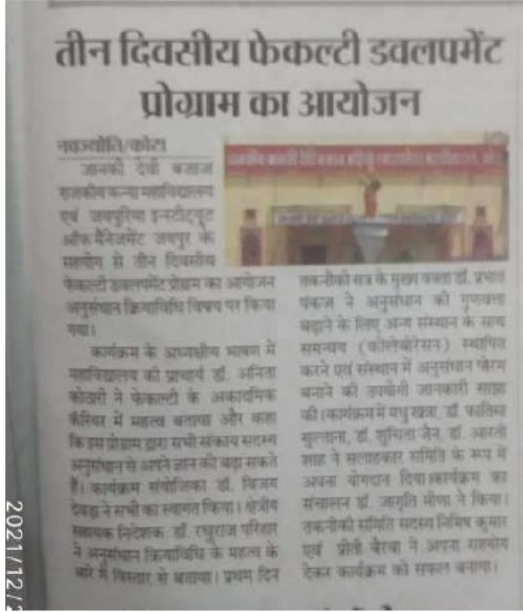 तीन दिवसीय फेकल्टी डवलपमेंट
प्रोग्राम का आयोजन
नवज्योति/कोटा
जानकी देवी बजाज
राजकीय कन्या महाविद्यालय
एवं जयपुरिया इन्स्टीट्यूट
ऑफ मैनेजमेंट जयपुर के
सहयोग से तीन दिवसीय
फेकल्टी डवलपमेंट प्रोग्राम का आयोजन
अनुसंधान क्रियाविधि विषय पर किया
गया।
कार्यक्रम के अध्यक्षीय भाषण में
महाविद्यालय की प्राचार्य डॉ. अनिता
कोठारी ने फेकल्टी के अकादमिक
कैरियर में महत्व बताया और कहा
कि इस प्रोग्राम द्वारा सभी संकाय सदस्य
अनुसंधान से अपने ज्ञान को बढ़ा सकते
हैं। कार्यक्रम संयोजिका डॉ. विजय
देवड़ा ने सभी का स्वागत किया। क्षेत्रीय
सहायक निदेशक डॉ. रघुराज परिहार
ने अनुसंधान क्रियाविधि के महत्व के
बारे में विस्तार से बताया। प्रथम दिन
तकनीकी सत्र के मुख्य वक्ता डॉ. प्रभात
पंकज ने अनुसंधान की गुणवत्ता
बढ़ाने के लिए अन्य संस्थान के साथ
समन्वय (कोलेबोरेसन) स्थापित
करने एवं संस्थान में अनुसंधान फोरम
बनाने की उपयोगी जानकारी साझा
की।कार्यक्रम में मधु खन्ना, डॉ. फातिमा
सुल्ताना, डॉ. शुचिता जैन, डॉ. आरती
शाह ने सलाहकार समिति के रूप में
अपना योगदान दिया।कार्यक्रम का
संचालन डॉ. जागृति मीणा ने किया।
तकनीकी समिति सदस्य निमिष कुमार
एवं प्रीती बैरवा ने अपना सहयोग
देकर कार्यक्रम को सफल बनाया।
2021/12/